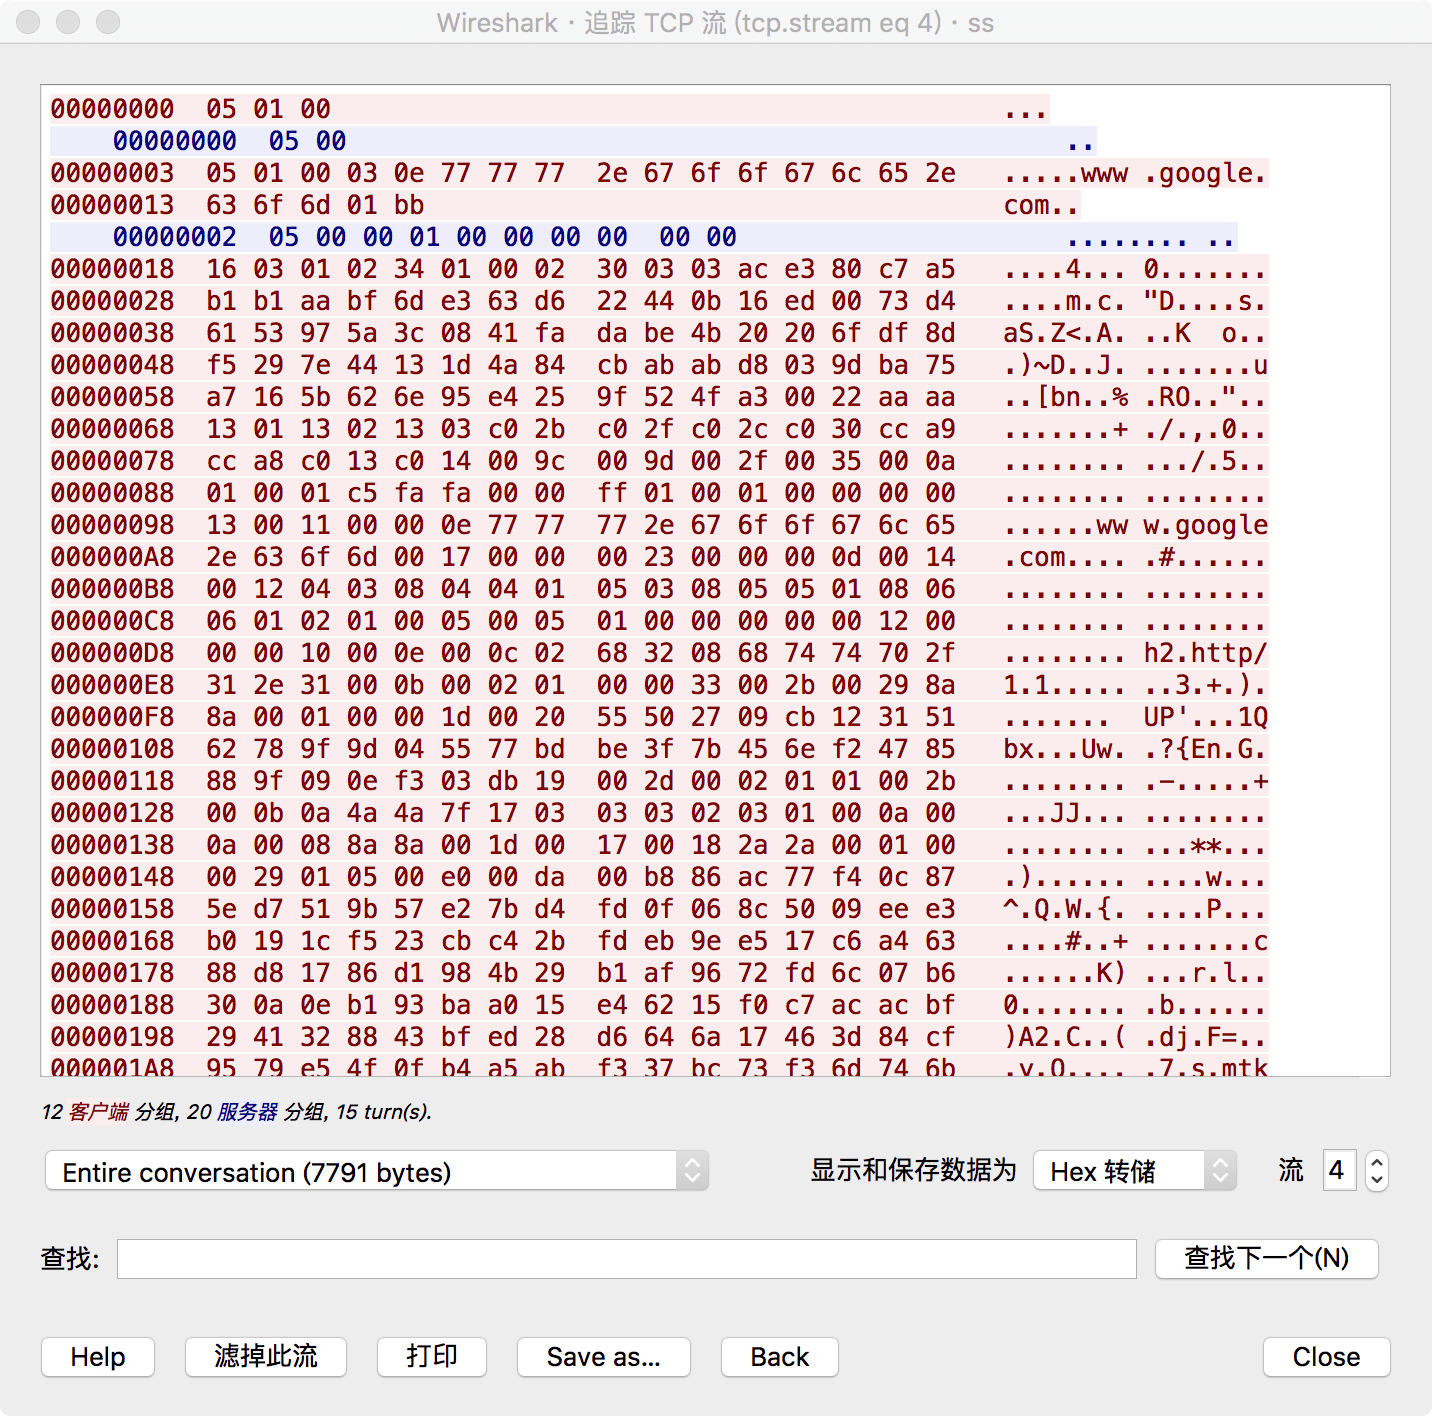 Wireshark · 追踪 TCP 流 (tcp.stream eq 4) · ss
00000000  05 01 00  ...
00000000  05 00  ..
00000003  05 01 00 03 0e 77 77 77  2e 67 6f 6f 67 6c 65 2e  .....www .google.
00000013  63 6f 6d 01 bb  com..
00000002  05 00 00 01 00 00 00 00  00 00  ........ ..
00000018  16 03 01 02 34 01 00 02  30 03 03 ac e3 80 c7 a5  ....4... 0.......
00000028  b1 b1 aa bf 6d e3 63 d6  22 44 0b 16 ed 00 73 d4  ....m.c. "D....s.
00000038  61 53 97 5a 3c 08 41 fa  da be 4b 20 20 6f df 8d  aS.Z<.A. ..K  o..
00000048  f5 29 7e 44 13 1d 4a 84  cb ab ab d8 03 9d ba 75  .)~D..J. .......u
00000058  a7 16 5b 62 6e 95 e4 25  9f 52 4f a3 00 22 aa aa  ..[bn..% .RO.."..
00000068  13 01 13 02 13 03 c0 2b  c0 2f c0 2c c0 30 cc a9  .......+ ./.,.0..
00000078  cc a8 c0 13 c0 14 00 9c  00 9d 00 2f 00 35 00 0a  ........ .../.5..
00000088  01 00 01 c5 fa fa 00 00  ff 01 00 01 00 00 00 00  ........ ........
00000098  13 00 11 00 00 0e 77 77  77 2e 67 6f 6f 67 6c 65  ......ww w.google
000000A8  2e 63 6f 6d 00 17 00 00  00 23 00 00 00 0d 00 14  .com.... .#......
000000B8  00 12 04 03 08 04 04 01  05 03 08 05 05 01 08 06  ........ ........
000000C8  06 01 02 01 00 05 00 05  01 00 00 00 00 00 12 00  ........ ........
000000D8  00 00 10 00 0e 00 0c 02  68 32 08 68 74 74 70 2f  ........ h2.http/
000000E8  31 2e 31 00 0b 00 02 01  00 00 33 00 2b 00 29 8a  1.1..... ..3.+.).
000000F8  8a 00 01 00 00 1d 00 20  55 50 27 09 cb 12 31 51  .......  UP'...1Q
00000108  62 78 9f 9d 04 55 77 bd  be 3f 7b 45 6e f2 47 85  bx...Uw. .?{En.G.
00000118  88 9f 09 0e f3 03 db 19  00 2d 00 02 01 01 00 2b  ........ .-.....+
00000128  00 0b 0a 4a 4a 7f 17 03  03 03 02 03 01 00 0a 00  ...JJ... ........
00000138  0a 00 08 8a 8a 00 1d 00  17 00 18 2a 2a 00 01 00  ........ ...**...
00000148  00 29 01 05 00 e0 00 da  00 b8 86 ac 77 f4 0c 87  .)...... ....w...
00000158  5e d7 51 9b 57 e2 7b d4  fd 0f 06 8c 50 09 ee e3  ^.Q.W.{. ....P...
00000168  b0 19 1c f5 23 cb c4 2b  fd eb 9e e5 17 c6 a4 63  ....#..+ .......c
00000178  88 d8 17 86 d1 98 4b 29  b1 af 96 72 fd 6c 07 b6  ......K) ...r.l..
00000188  30 0a 0e b1 93 ba a0 15  e4 62 15 f0 c7 ac ac bf  0....... .b......
00000198  29 41 32 88 43 bf ed 28  d6 64 6a 17 46 3d 84 cf  )A2.C..( .dj.F=..
000001A8  95 79 e5 4f 0f b4 a5 ab  f3 37 bc 73 f3 6d 74 6b  .y.O.... .7.s.mtk
12 客户端 分组, 20 服务器 分组, 15 turn(s).
Entire conversation (7791 bytes)  显示和保存数据为  Hex 转储  流  4
查找:  查找下一个(N)
Help  滤掉此流  打印  Save as...  Back  Close